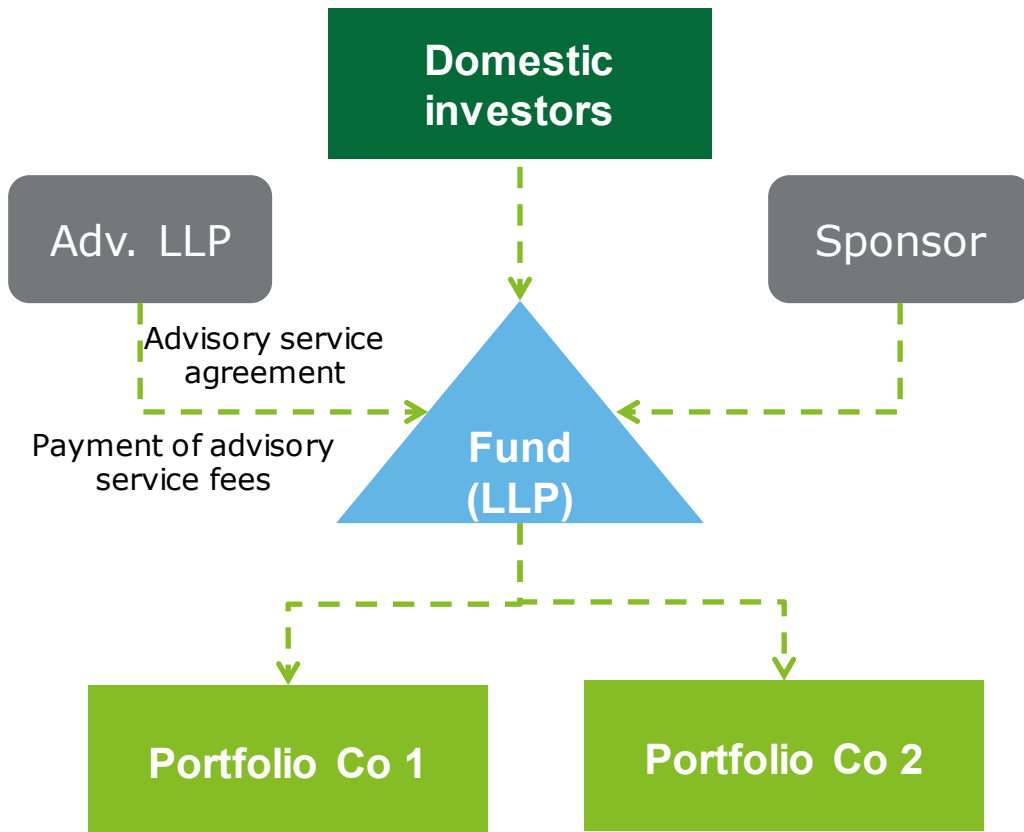 Domestic
investors
Adv. LLP
Sponsor
Advisory service
agreement
Payment of advisory
service fees
Fund
(LLP)
Portfolio Co 1
Portfolio Co 2